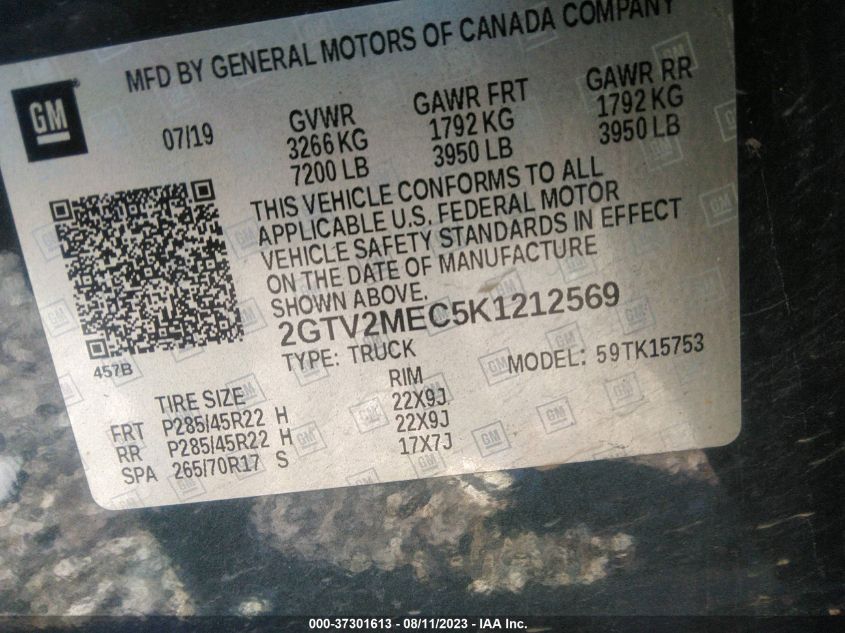 MFD BY GENERAL MOTORS OF CANADA COMPANY
GM
07/19
GVWR
3266 KG
7200 LB
GAWR FRT
1792 KG
3950 LB
GAWR RR
1792 KG
3950 LB
THIS VEHICLE CONFORMS TO ALL
APPLICABLE U.S. FEDERAL MOTOR
VEHICLE SAFETY STANDARDS IN EFFECT
ON THE DATE OF MANUFACTURE
SHOWN ABOVE.
2GTV2MEC5K1212569
TYPE: TRUCK
MODEL: 59TK15753
457B
TIRE SIZE RIM
FRT P285/45R22 H 22X9J
RR P285/45R22 H 22X9J
SPA 265/70R17 S 17X7J
000-37301613 - 08/11/2023 - IAA Inc.